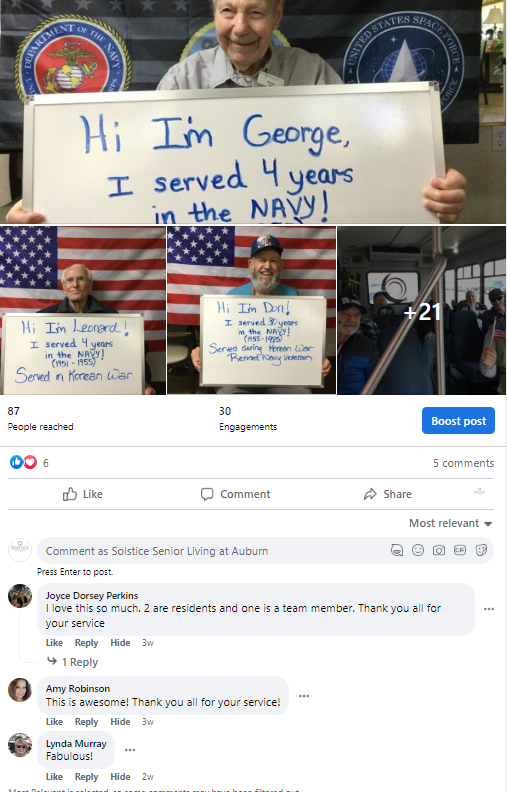 DEPARTMENT OF THE NAVY
UNITED STATES SPACE FORCE
Hi I'm George,
I served 4 years
in the NAVY!
Hi I'm Leonard!
I served 4 years
in the NAVY!
(1951-1955)
Served in Korean War
Hi I'm Don!
I served 30 years
in the NAVY!
Served during Korean War
Retired Navy Veteran
+21
87
People reached
30
Engagements
Boost post
6
5 comments
Like
Comment
Share
Most relevant
Comment as Solstice Senior Living at Auburn
GIF
Press Enter to post.
Joyce Dorsey Perkins
I love this so much. 2 are residents and one is a team member. Thank you all for
your service
Like Reply Hide 3w
1 Reply
Amy Robinson
This is awesome! Thank you all for your service!
Like Reply Hide 3w
Lynda Murray
Fabulous!
Like Reply Hide 2w
Most Relevant is selected, so some comments may have been filtered out.